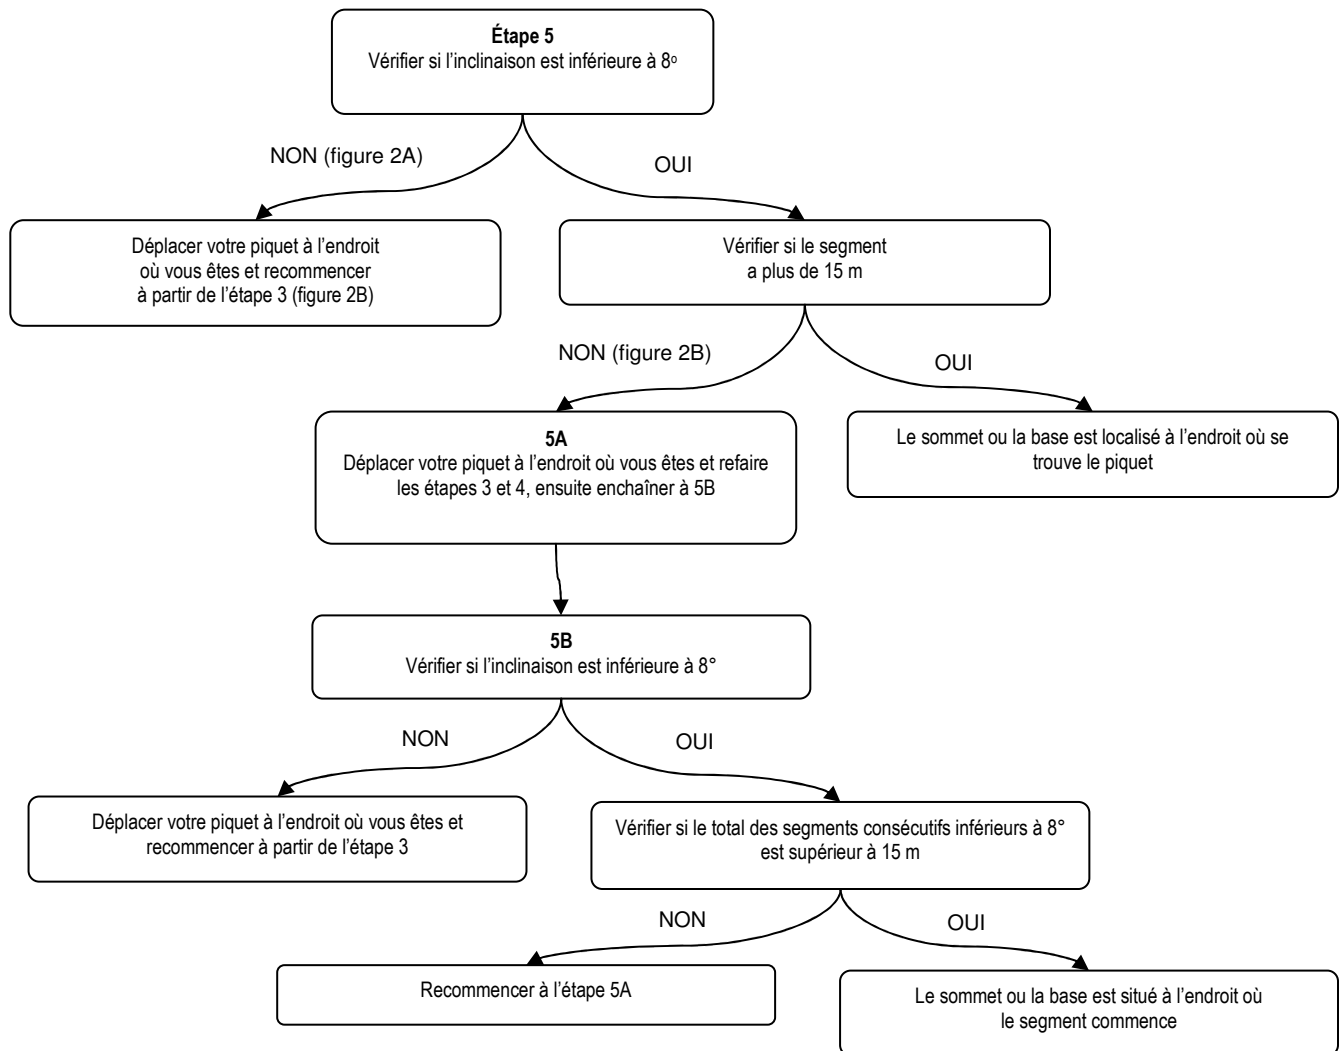 Étape 5
Vérifier si l’inclinaison est inférieure à 8º
NON (figure 2A)
OUI
Déplacer votre piquet à l’endroit
où vous êtes et recommencer
à partir de l’étape 3 (figure 2B)
Vérifier si le segment
a plus de 15 m
NON (figure 2B)
OUI
5A
Déplacer votre piquet à l’endroit où vous êtes et refaire
les étapes 3 et 4, ensuite enchaîner à 5B
Le sommet ou la base est localisé à l’endroit où se
trouve le piquet
5B
Vérifier si l’inclinaison est inférieure à 8°
NON
OUI
Déplacer votre piquet à l’endroit où vous êtes et
recommencer à partir de l’étape 3
Vérifier si le total des segments consécutifs inférieurs à 8°
est supérieur à 15 m
NON
OUI
Recommencer à l’étape 5A
Le sommet ou la base est situé à l’endroit où
le segment commence